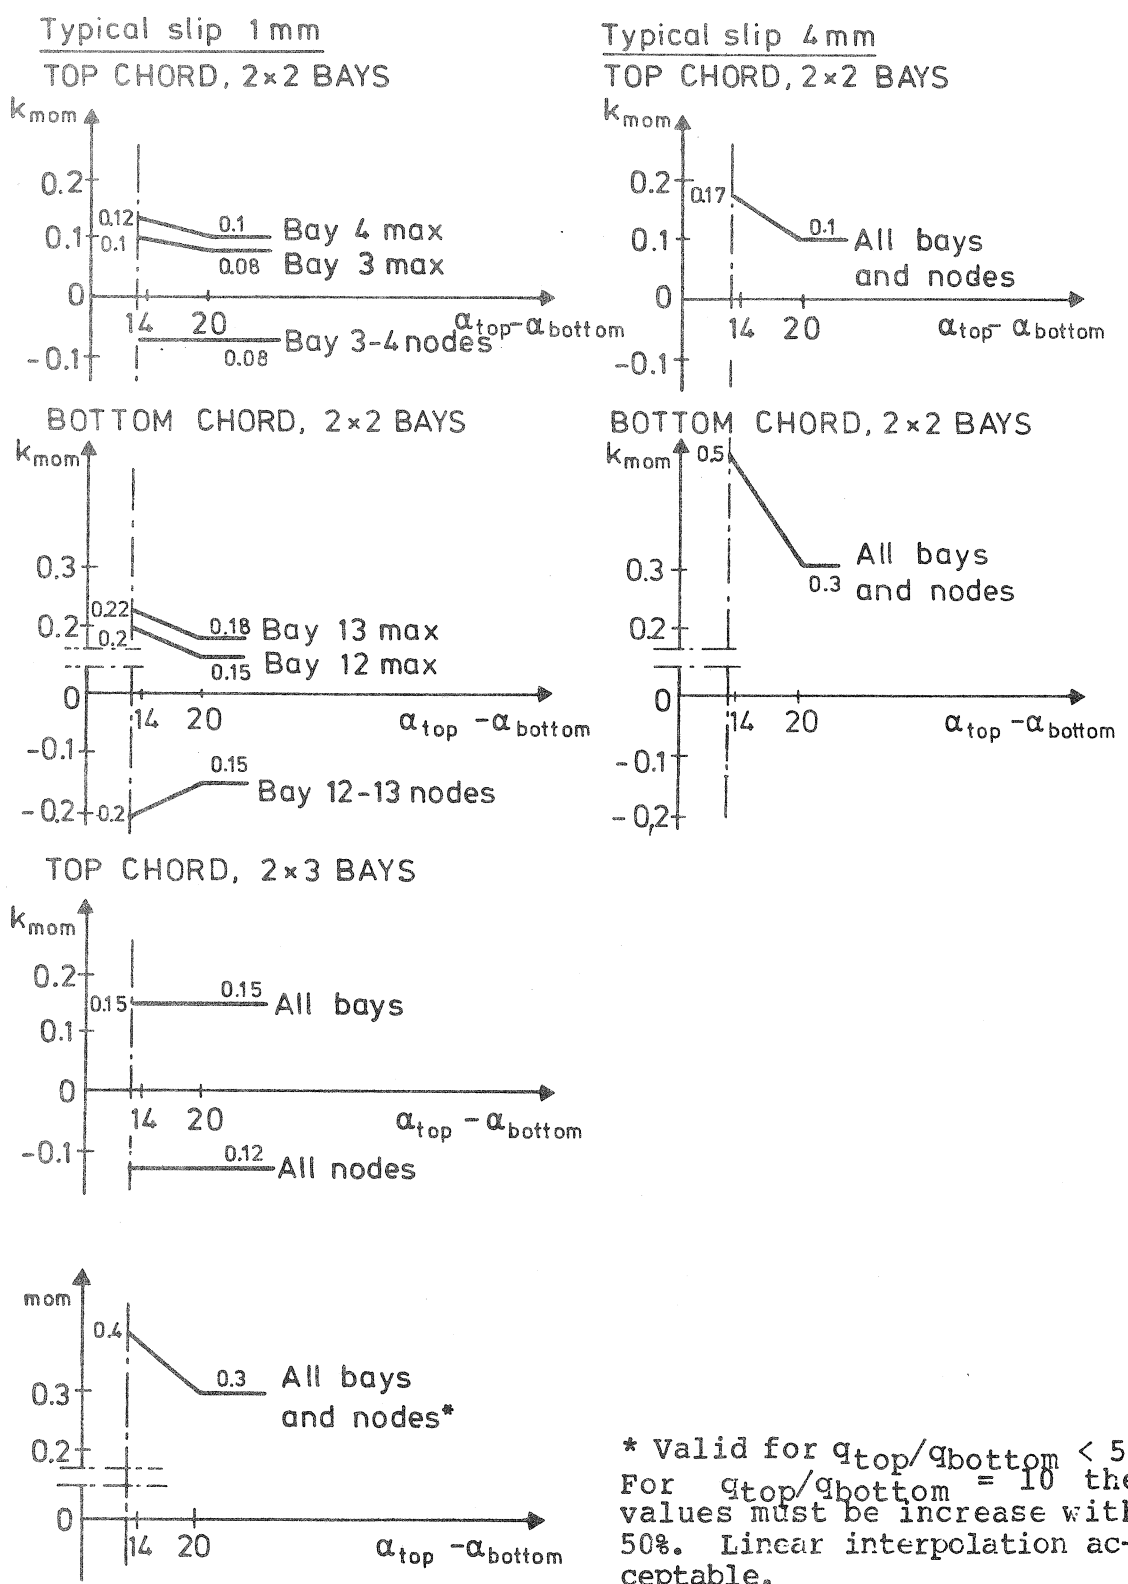 Typical slip 1mm
TOP CHORD, 2×2 BAYS
kmom
0.2
0.12
0.1
0.1
0.1
Bay 4 max
0.08
Bay 3 max
0
14
20
αtop-αbottom
-0.1
0.08
Bay 3-4 nodes
Typical slip 4mm
TOP CHORD, 2×2 BAYS
kmom
0.2
0.17
0.1
0.1
All bays
and nodes
0
14
20
αtop- αbottom
-0.1
BOTTOM CHORD, 2×2 BAYS
kmom
0.3
0.22
0.2
0.2
0.18
Bay 13 max
0.15
Bay 12 max
0
14
20
αtop -αbottom
-0.1
0.15
Bay 12-13 nodes
-0,2
-0.2
BOTTOM CHORD, 2×2 BAYS
kmom
0.5
0.3
0.3
All bays
and nodes
0.2
0
14
20
αtop -αbottom
-0.1
-0,2
TOP CHORD, 2×3 BAYS
kmom
0.2
0.15
0.15
All bays
0.1
0
14
20
αtop -αbottom
-0.1
0.12
All nodes
mom
0.4
0.3
0.3
All bays
and nodes*
0.2
0
14
20
αtop -αbottom
* Valid for qtop/qbottom < 5
For qtop/qbottom = 10 the
values must be increase with
50%. Linear interpolation ac-
ceptable.